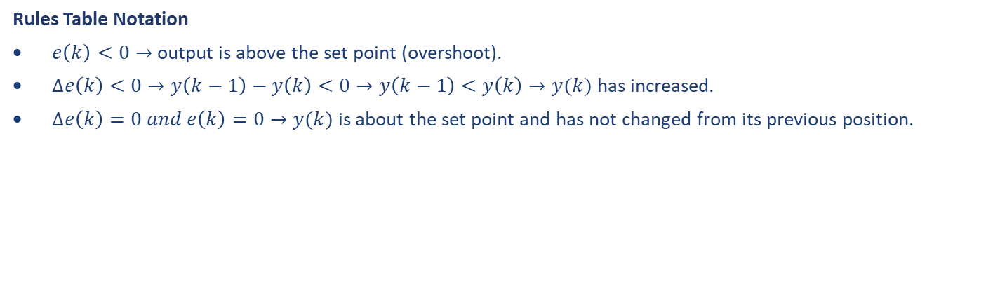 Rules Table Notation
• e(k) < 0 → output is above the set point (overshoot).
• Δe(k) < 0 → y(k − 1) − y(k) < 0 → y(k − 1) < y(k) → y(k) has increased.
• Δe(k) = 0 and e(k) = 0 → y(k) is about the set point and has not changed from its previous position.